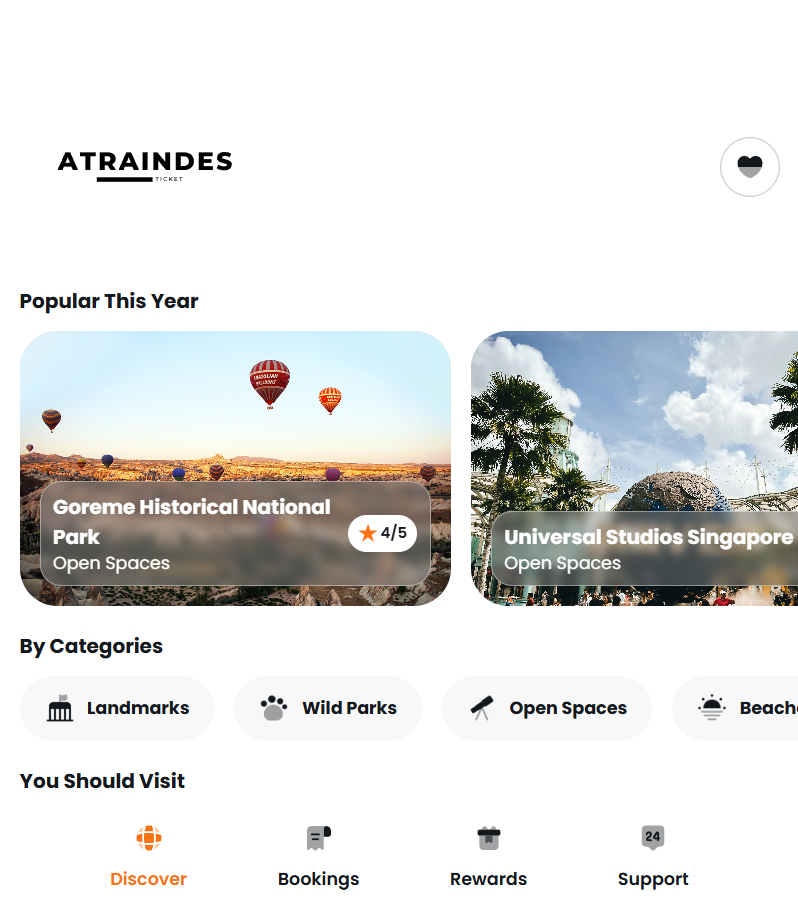 ATRAINDES
TICKET
Popular This Year
Goreme Historical National
Park
Open Spaces
4/5
Universal Studios Singapore
Open Spaces
By Categories
Landmarks
Wild Parks
Open Spaces
You Should Visit
24
Discover
Bookings
Rewards
Support